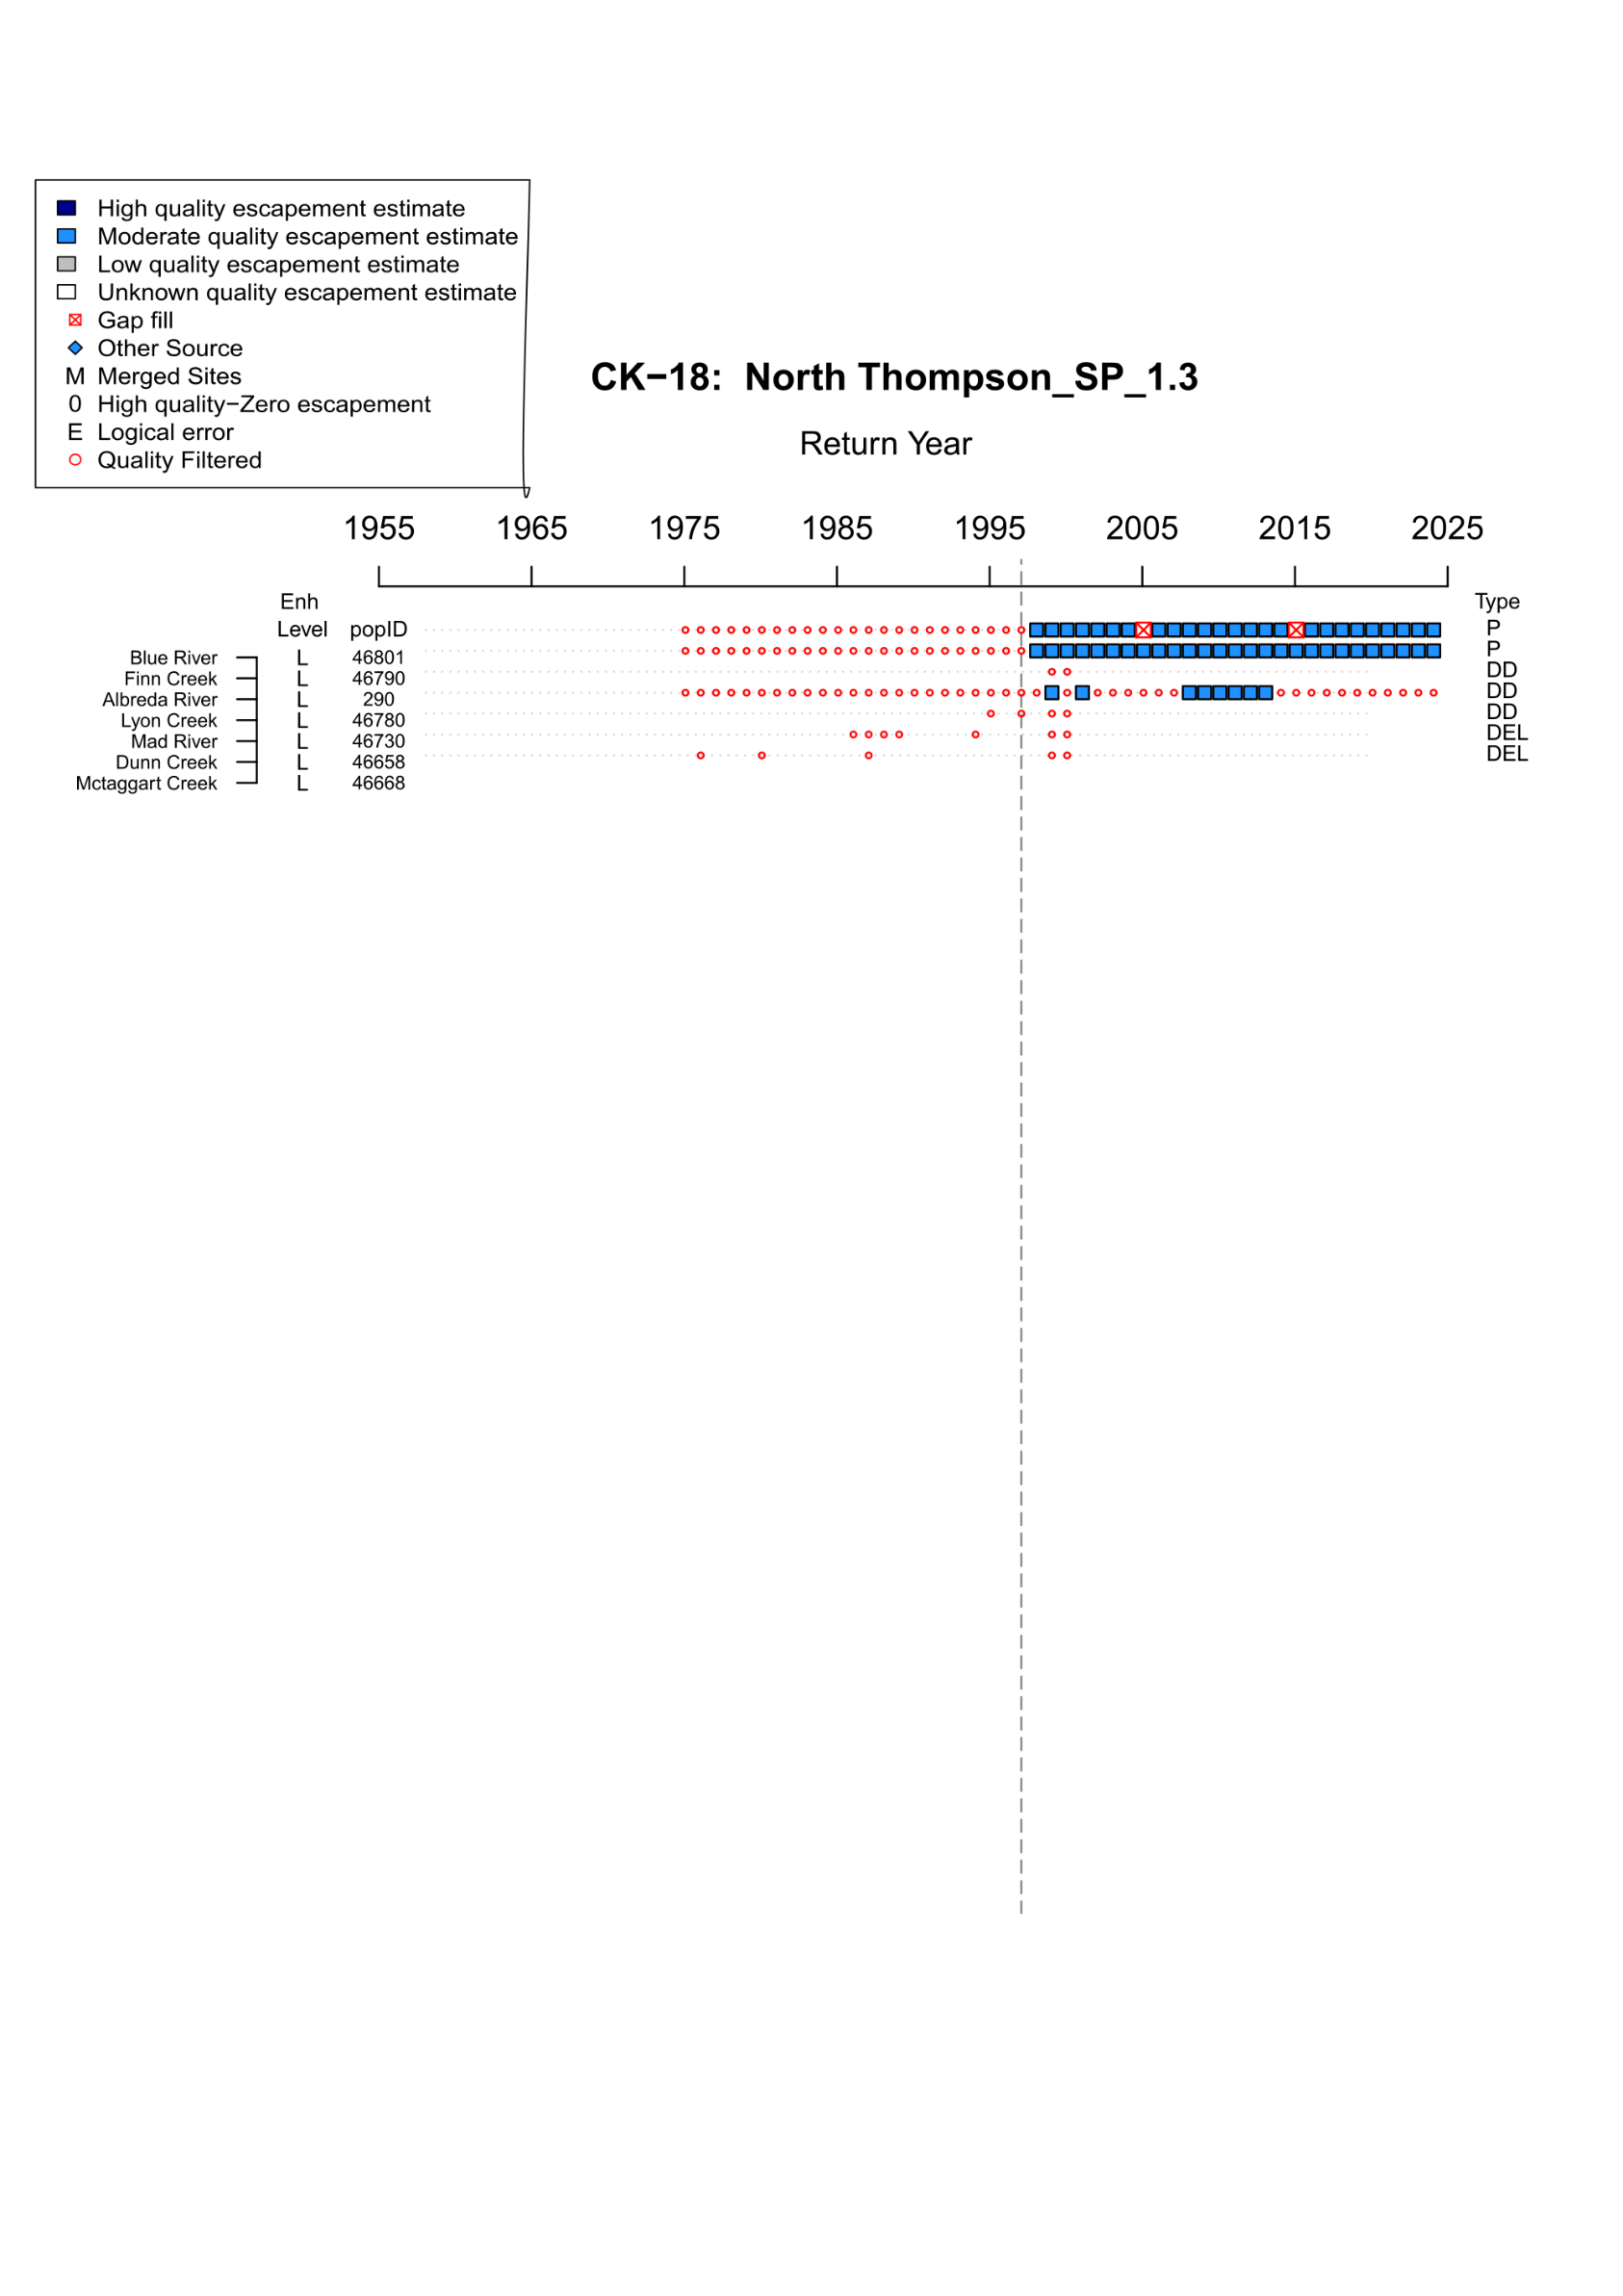 High quality escapement estimate
Moderate quality escapement estimate
Low quality escapement estimate
Unknown quality escapement estimate
Gap fill
Other Source
M Merged Sites
0 High quality−Zero escapement
E Logical error
Quality Filtered
CK−18: North Thompson_SP_1.3
Return Year
1955 1965 1975 1985 1995 2005 2015 2025
Enh Type
Level popID P
P
Blue River L 46801
DD
Finn Creek L 46790
DD
Albreda River L 290
DD
Lyon Creek L 46780
DEL
Mad River L 46730
DEL
Dunn Creek L 46658
Mctaggart Creek L 46668